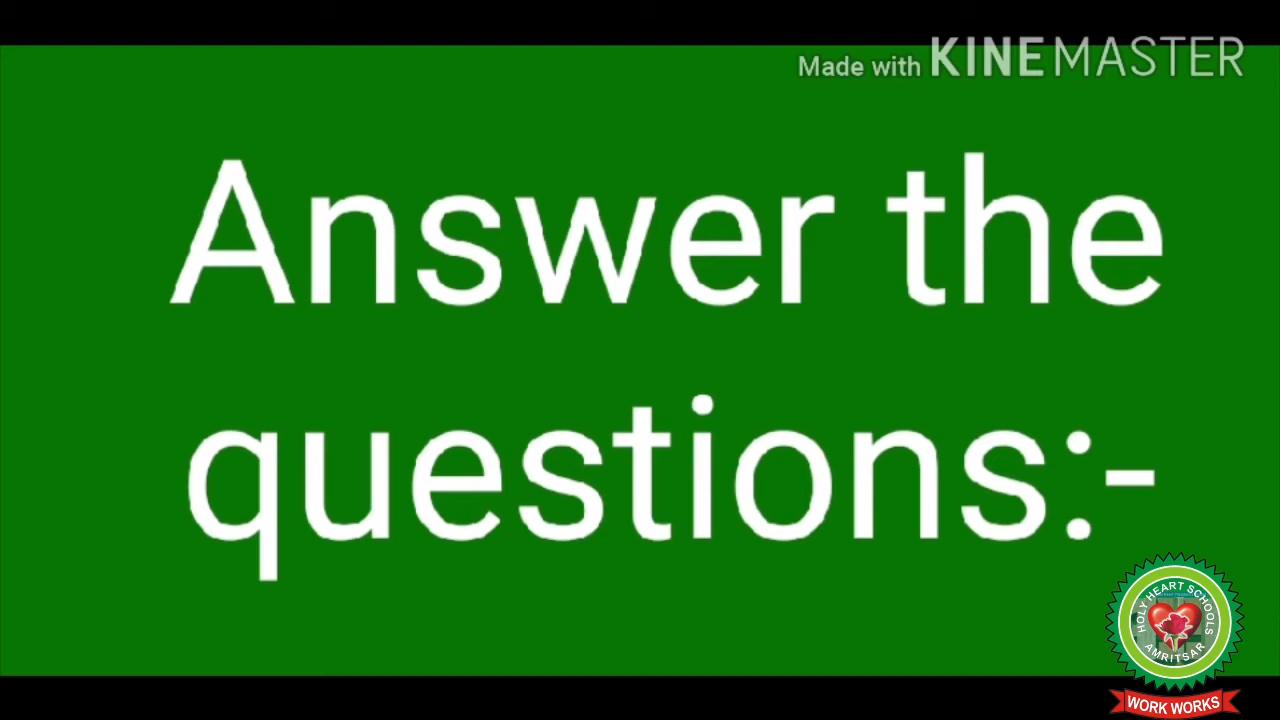 Made with KINEMASTER
Answer the
questions:-
HOLY HEART SCHOOLS
AMRITSAR
WORK WORKS